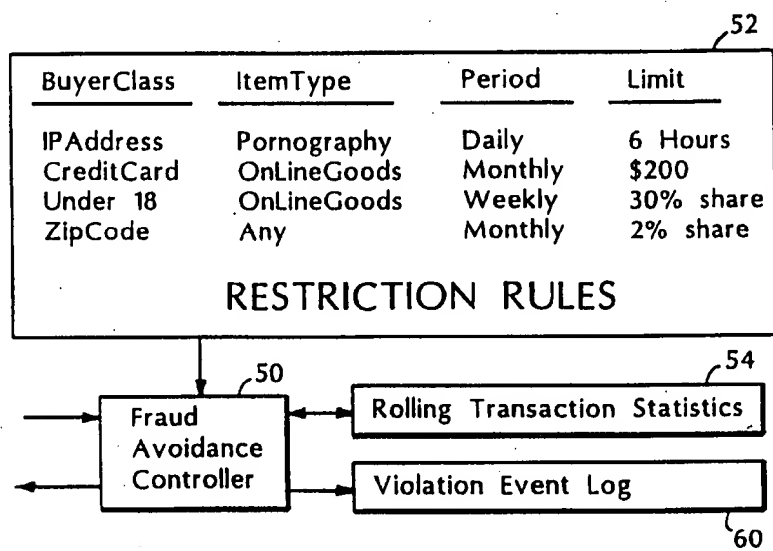 52
BuyerClass ItemType Period Limit
IPAddress Pornography Daily 6 Hours
CreditCard OnLineGoods Monthly $200
Under 18 OnLineGoods Weekly 30% share
ZipCode Any Monthly 2% share
RESTRICTION RULES
50
54
Fraud
Avoidance
Controller
Rolling Transaction Statistics
Violation Event Log
60